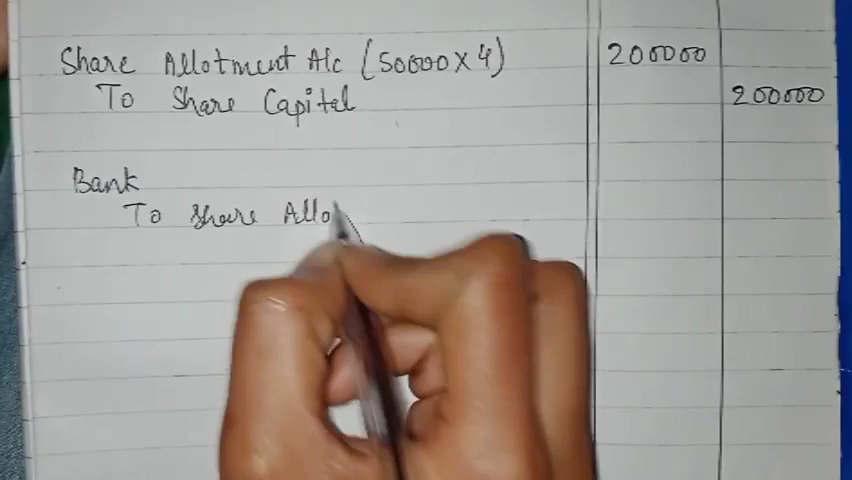 Share Allotment A/c (50000 X 4) 200000
To Share Capital 200000
Bank
To Share Allo